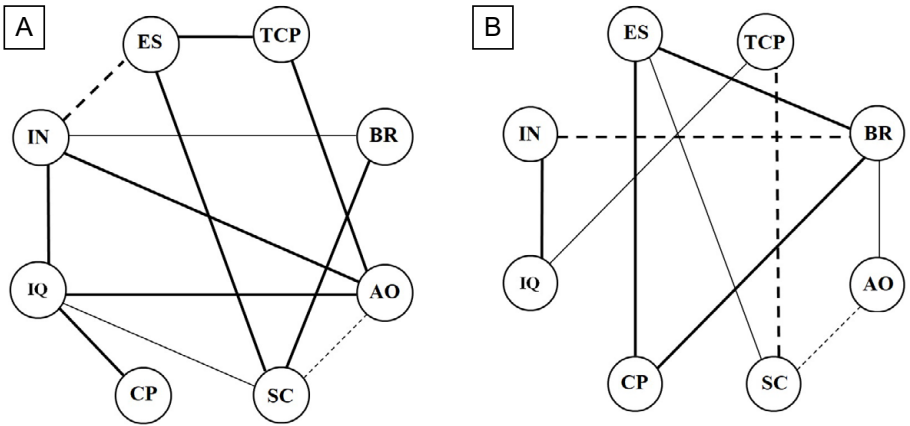 A
ES
TCP
IN
BR
IQ
AO
CP
SC
B
ES
TCP
IN
BR
IQ
AO
CP
SC